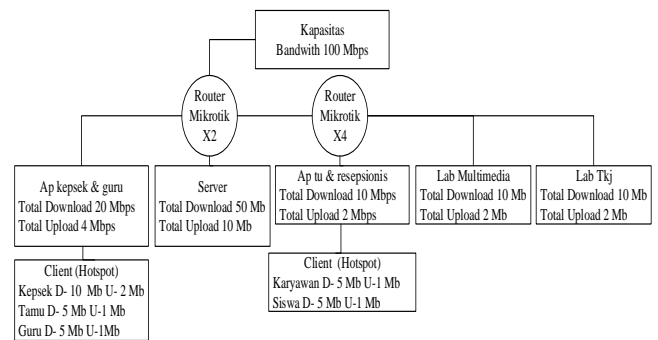 Kapasitas
Bandwith 100 Mbps
Router
Mikrotik
X2
Router
Mikrotik
X4
Ap kepsek & guru
Total Download 20 Mbps
Total Upload 4 Mbps
Server
Total Download 50 Mb
Total Upload 10 Mb
Ap tu & resepsionis
Total Download 10 Mbps
Total Upload 2 Mbps
Lab Multimedia
Total Download 10 Mb
Total Upload 2 Mb
Lab Tkj
Total Download 10 Mb
Total Upload 2 Mb
Client (Hotspot)
Kepsek D- 10 Mb U- 2 Mb
Tamu D- 5 Mb U-1 Mb
Guru D- 5 Mb U-1Mb
Client (Hotspot)
Karyawan D- 5 Mb U-1 Mb
Siswa D- 5 Mb U-1 Mb